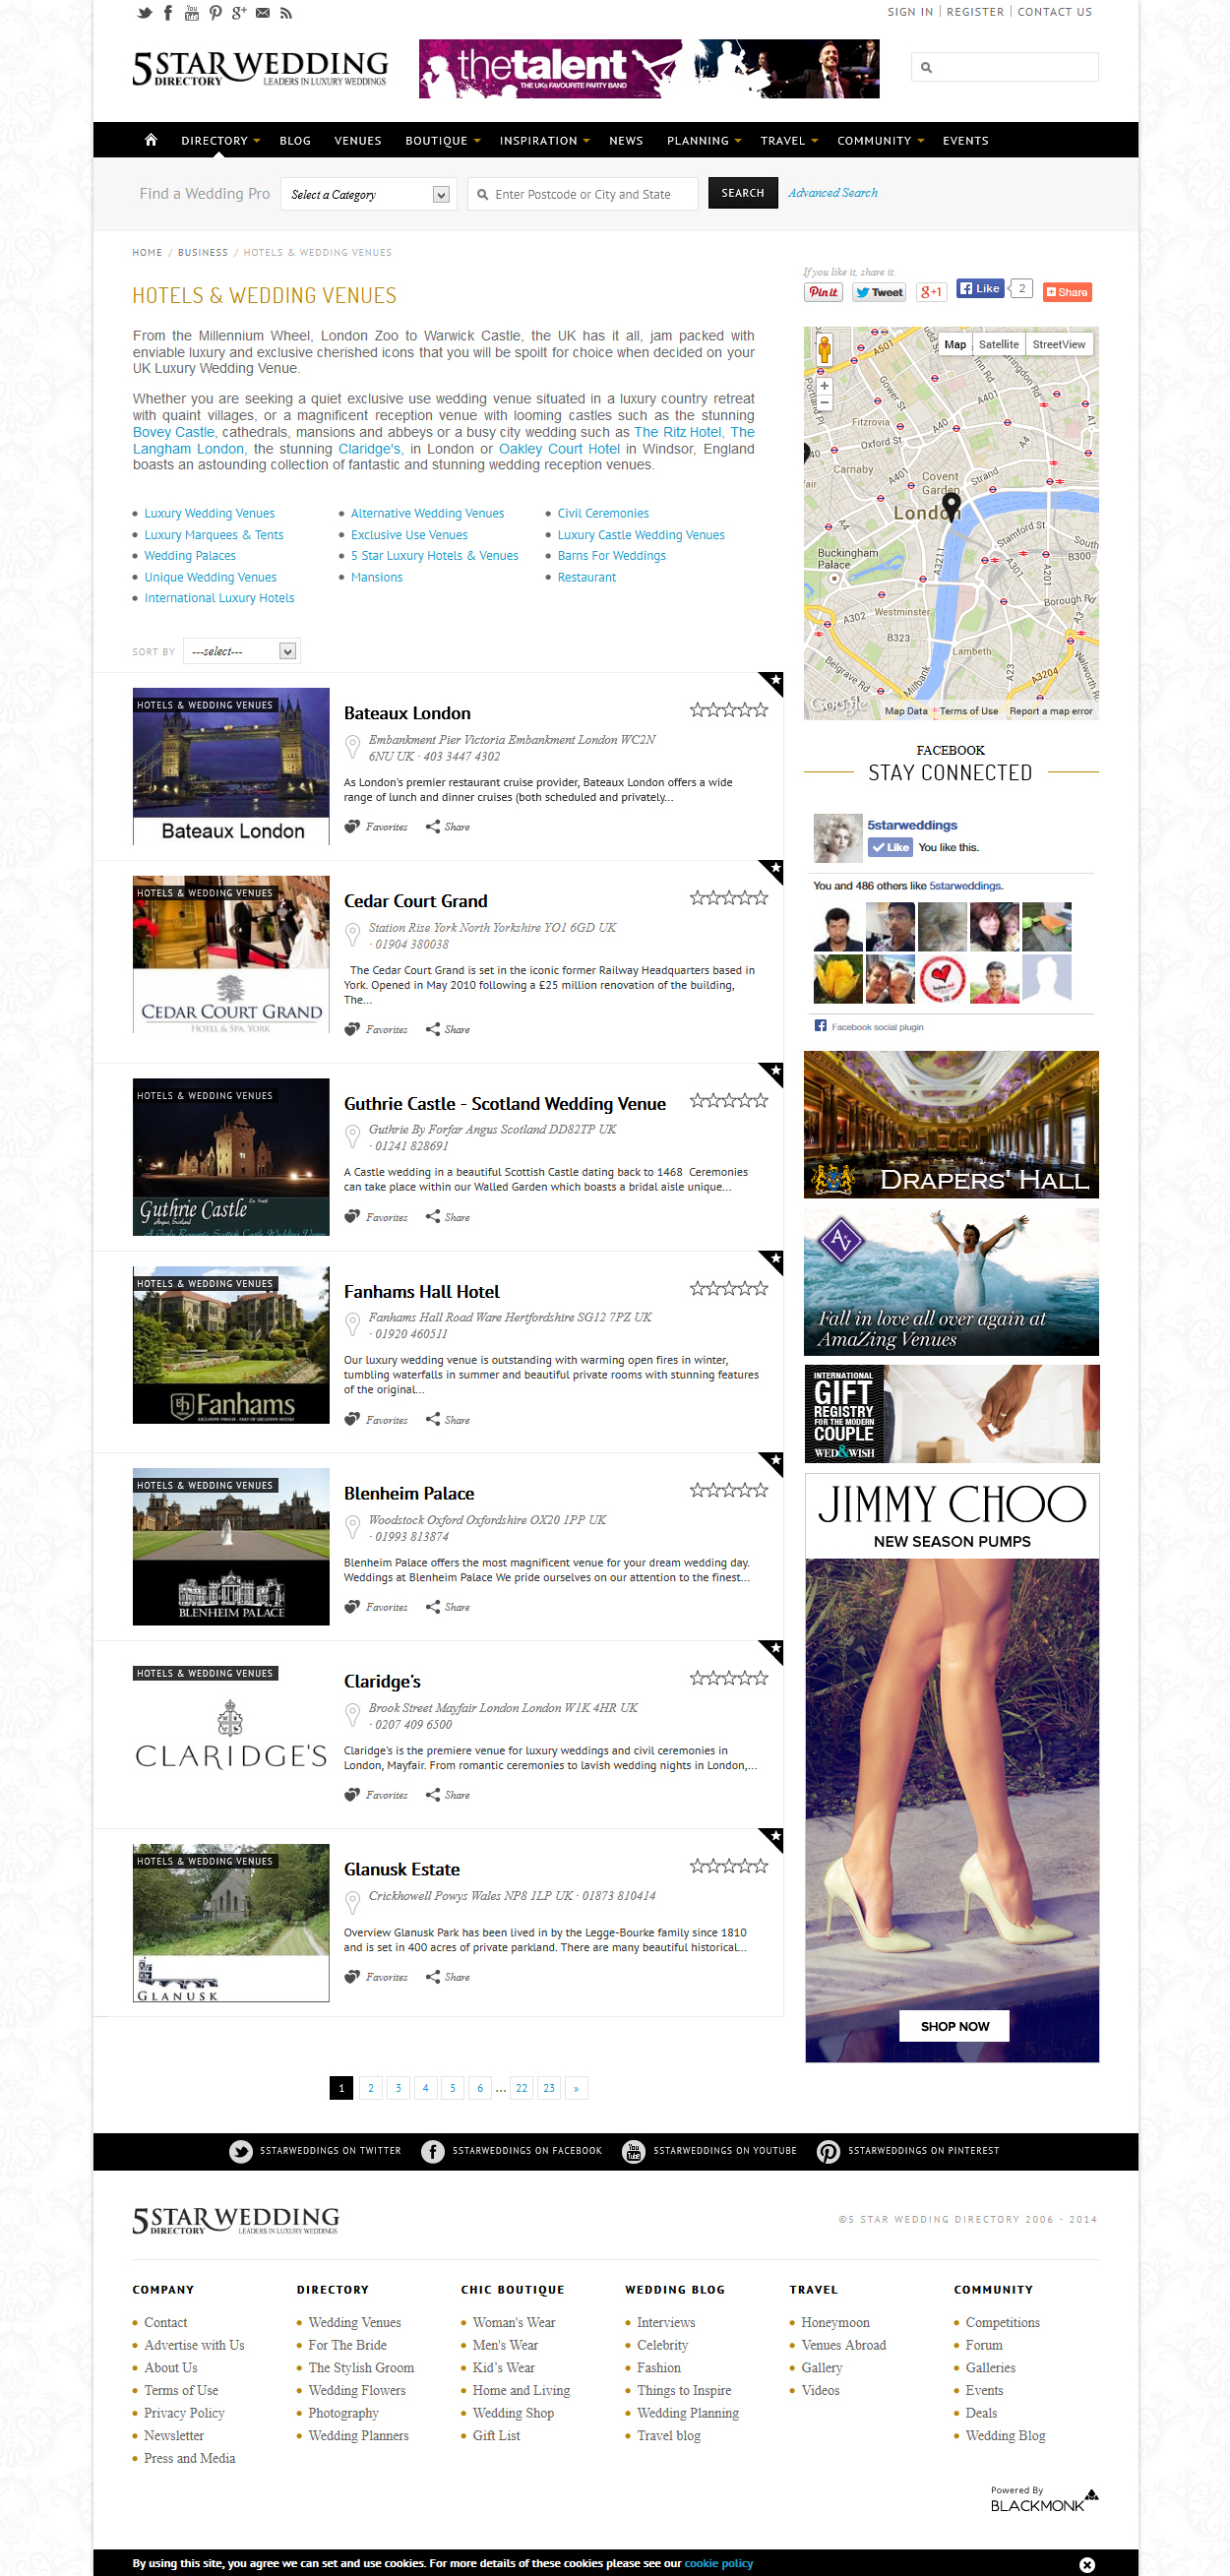 SIGN IN | REGISTER | CONTACT US
5 STAR WEDDING
DIRECTORY LEADERS IN LUXURY WEDDINGS
thetalent
THE UKs FAVOURITE PARTY BAND
DIRECTORY BLOG VENUES BOUTIQUE INSPIRATION NEWS PLANNING TRAVEL COMMUNITY EVENTS
Find a Wedding Pro Select a Category Enter Postcode or City and State SEARCH Advanced Search
HOME / BUSINESS / HOTELS & WEDDING VENUES
HOTELS & WEDDING VENUES
From the Millennium Wheel, London Zoo to Warwick Castle, the UK has it all, jam packed with
enviable luxury and exclusive cherished icons that you will be spoilt for choice when decided on your
UK Luxury Wedding Venue.
Whether you are seeking a quiet exclusive use wedding venue situated in a luxury country retreat
with quaint villages, or a magnificent reception venue with looming castles such as the stunning
Bovey Castle, cathedrals, mansions and abbeys or a busy city wedding such as The Ritz Hotel, The
Langham London, the stunning Claridge's, in London or Oakley Court Hotel in Windsor, England
boasts an astounding collection of fantastic and stunning wedding reception venues.
Luxury Wedding Venues Alternative Wedding Venues Civil Ceremonies
Luxury Marquees & Tents Exclusive Use Venues Luxury Castle Wedding Venues
Wedding Palaces 5 Star Luxury Hotels & Venues Barns For Weddings
Unique Wedding Venues Mansions Restaurant
International Luxury Hotels
SORT BY ---select---
HOTELS & WEDDING VENUES
Bateaux London
Bateaux London
Embankment Pier Victoria Embankment London WC2N
6NU UK · 403 3447 4302
As London's premier restaurant cruise provider, Bateaux London offers a wide
range of lunch and dinner cruises (both scheduled and privately...
Favorites Share
HOTELS & WEDDING VENUES
CEDAR COURT GRAND
HOTEL & SPA, YORK
Cedar Court Grand
Station Rise York North Yorkshire YO1 6GD UK
· 01904 380038
The Cedar Court Grand is set in the iconic former Railway Headquarters based in
York. Opened in May 2010 following a £25 million renovation of the building,
The...
Favorites Share
HOTELS & WEDDING VENUES
Guthrie Castle
Angus, Scotland
A Truly Romantic Scottish Castle Wedding Venue
Guthrie Castle - Scotland Wedding Venue
Guthrie By Forfar Angus Scotland DD82TP UK
· 01241 828691
A Castle wedding in a beautiful Scottish Castle dating back to 1468 Ceremonies
can take place within our Walled Garden which boasts a bridal aisle unique...
Favorites Share
HOTELS & WEDDING VENUES
Fanhams
Fanhams Hall Hotel
Fanhams Hall Road Ware Hertfordshire SG12 7PZ UK
· 01920 460511
Our luxury wedding venue is outstanding with warming open fires in winter,
tumbling waterfalls in summer and beautiful private rooms with stunning features
of the original...
Favorites Share
HOTELS & WEDDING VENUES
BLENHEIM PALACE
Blenheim Palace
Woodstock Oxford Oxfordshire OX20 1PP UK
· 01993 813874
Blenheim Palace offers the most magnificent venue for your dream wedding day.
Weddings at Blenheim Palace We pride ourselves on our attention to the finest...
Favorites Share
HOTELS & WEDDING VENUES
CLARIDGE'S
Claridge's
Brook Street Mayfair London London W1K 4HR UK
· 0207 409 6500
Claridge's is the premiere venue for luxury weddings and civil ceremonies in
London, Mayfair. From romantic ceremonies to lavish wedding nights in London,...
Favorites Share
HOTELS & WEDDING VENUES
GLANUSK
Glanusk Estate
Crickhowell Powys Wales NP8 1LP UK · 01873 810414
Overview Glanusk Park has been lived in by the Legge-Bourke family since 1810
and is set in 400 acres of private parkland. There are many beautiful historical...
Favorites Share
1 2 3 4 5 6 ... 22 23 »
If you like it, share it.
Pin it Tweet g+1 Like 2 Share
Map Satellite StreetView
A501
Gower St
Fitzrovia
Oxford St
Carnaby
Covent
Garden
Strand
London
Stamford St
Buckingham
Palace
A201
B300
South
Westminster
Borough Rd
A302
B323
Lambeth
A23
A3204
Belgrave Rd
Millbank
Walworth R
Google Map Data Terms of Use Report a map error
FACEBOOK
STAY CONNECTED
5starweddings
Like You like this.
You and 486 others like 5starweddings.
Facebook social plugin
DRAPERS' HALL
AV
Fall in love all over again at
AmaZing Venues
INTERNATIONAL
GIFT
REGISTRY
FOR THE MODERN
COUPLE
WED&WISH
JIMMY CHOO
NEW SEASON PUMPS
SHOP NOW
5STARWEDDINGS ON TWITTER 5STARWEDDINGS ON FACEBOOK 5STARWEDDINGS ON YOUTUBE 5STARWEDDINGS ON PINTEREST
5 STAR WEDDING
DIRECTORY LEADERS IN LUXURY WEDDINGS
©5 STAR WEDDING DIRECTORY 2006 - 2014
COMPANY
Contact
Advertise with Us
About Us
Terms of Use
Privacy Policy
Newsletter
Press and Media
DIRECTORY
Wedding Venues
For The Bride
The Stylish Groom
Wedding Flowers
Photography
Wedding Planners
CHIC BOUTIQUE
Woman's Wear
Men's Wear
Kid's Wear
Home and Living
Wedding Shop
Gift List
WEDDING BLOG
Interviews
Celebrity
Fashion
Things to Inspire
Wedding Planning
Travel blog
TRAVEL
Honeymoon
Venues Abroad
Gallery
Videos
COMMUNITY
Competitions
Forum
Galleries
Events
Deals
Wedding Blog
Powered By
BLACKMONK
By using this site, you agree we can set and use cookies. For more details of these cookies please see our cookie policy